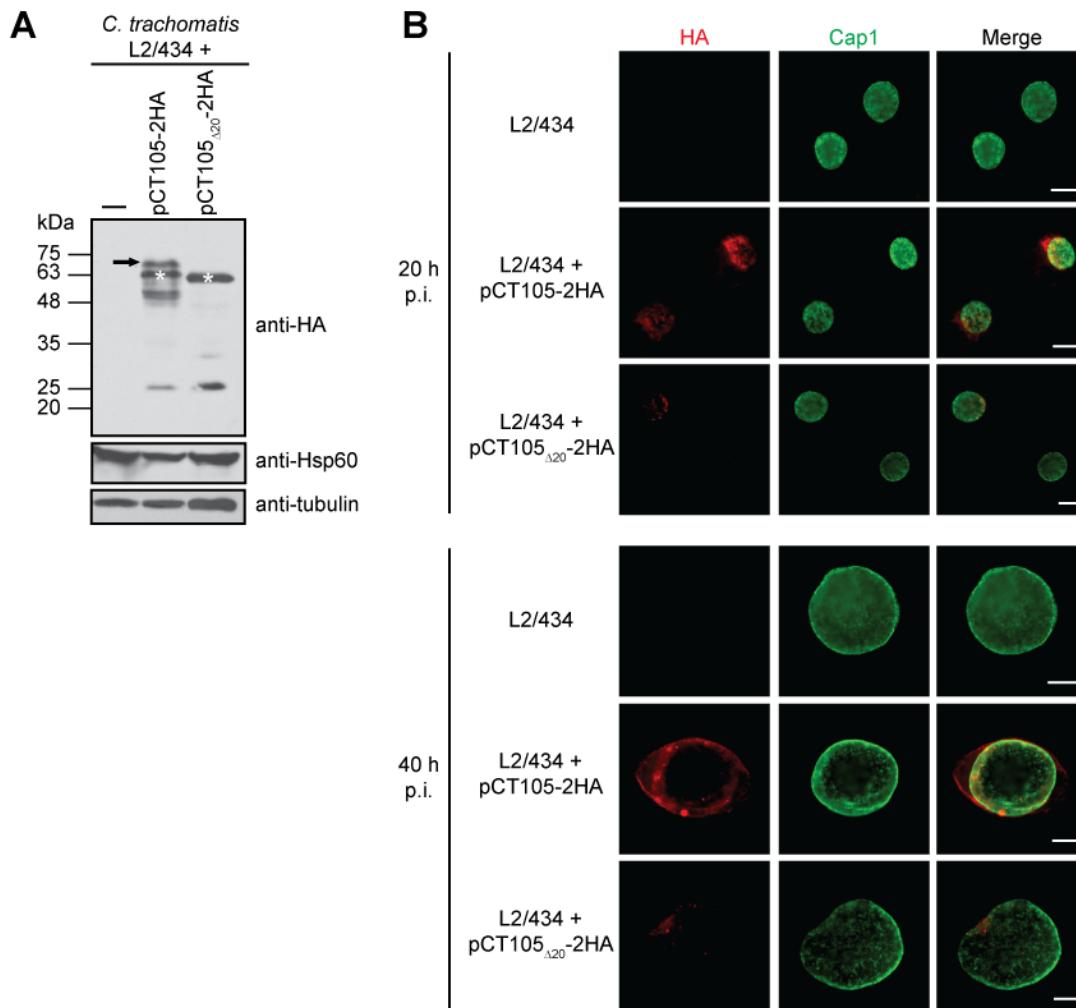 A
C. trachomatis
L2/434 +
—
pCT105-2HA
pCT105Δ20-2HA
kDa
75
63
48
35
25
20
* *
anti-HA
anti-Hsp60
anti-tubulin
B
HA Cap1 Merge
20 h
p.i.
L2/434
L2/434 +
pCT105-2HA
L2/434 +
pCT105Δ20-2HA
40 h
p.i.
L2/434
L2/434 +
pCT105-2HA
L2/434 +
pCT105Δ20-2HA